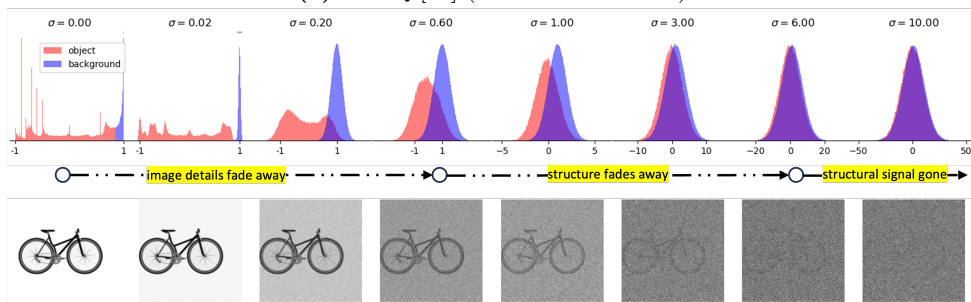 σ = 0.00 σ = 0.02 σ = 0.20 σ = 0.60 σ = 1.00 σ = 3.00 σ = 6.00 σ = 10.00
object
background
-1 1 -1 1 -1 1 -1 1 −5 0 5 −10 0 10 −20 0 20 −50 0 50
image details fade away structure fades away structural signal gone